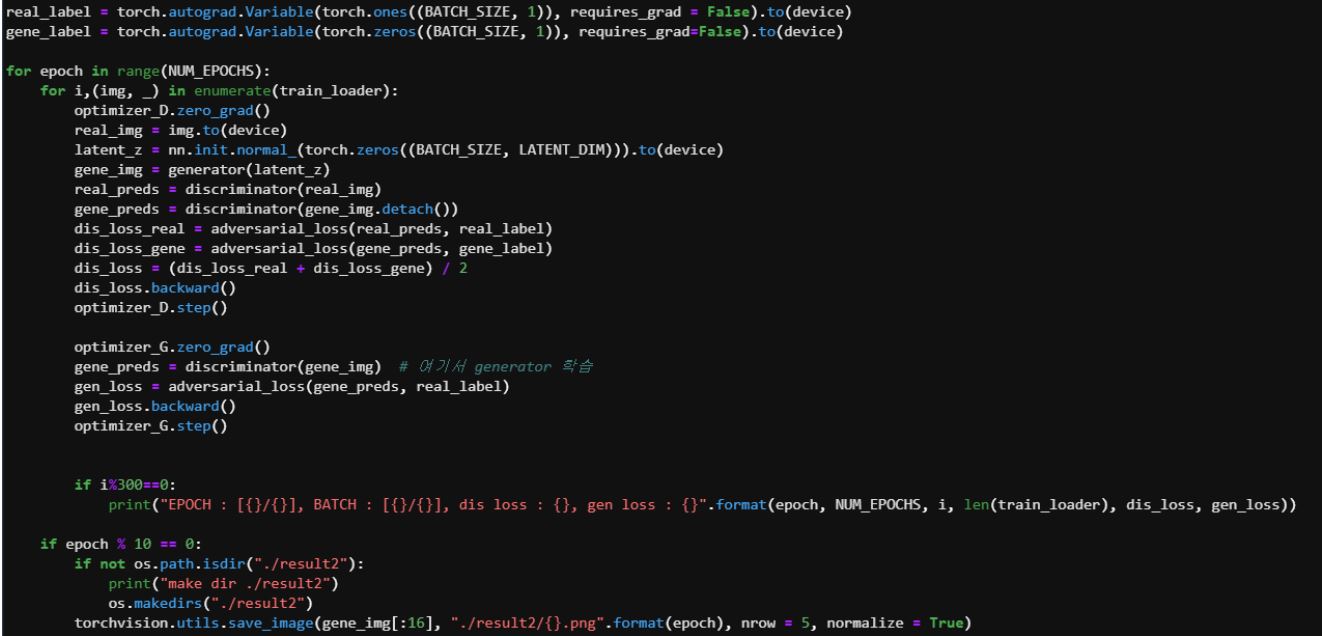 real_label = torch.autograd.Variable(torch.ones((BATCH_SIZE, 1)), requires_grad = False).to(device)
gene_label = torch.autograd.Variable(torch.zeros((BATCH_SIZE, 1)), requires_grad=False).to(device)
for epoch in range(NUM_EPOCHS):
    for i,(img, _) in enumerate(train_loader):
        optimizer_D.zero_grad()
        real_img = img.to(device)
        latent_z = nn.init.normal_(torch.zeros((BATCH_SIZE, LATENT_DIM))).to(device)
        gene_img = generator(latent_z)
        real_preds = discriminator(real_img)
        gene_preds = discriminator(gene_img.detach())
        dis_loss_real = adversarial_loss(real_preds, real_label)
        dis_loss_gene = adversarial_loss(gene_preds, gene_label)
        dis_loss = (dis_loss_real + dis_loss_gene) / 2
        dis_loss.backward()
        optimizer_D.step()
        optimizer_G.zero_grad()
        gene_preds = discriminator(gene_img)  # 여기서 generator 학습
        gen_loss = adversarial_loss(gene_preds, real_label)
        gen_loss.backward()
        optimizer_G.step()
        if i%300==0:
            print("EPOCH : [{}/{}], BATCH : [{}/{}], dis loss : {}, gen loss : {}".format(epoch, NUM_EPOCHS, i, len(train_loader), dis_loss, gen_loss))
    if epoch % 10 == 0:
        if not os.path.isdir("./result2"):
            print("make dir ./result2")
            os.makedirs("./result2")
        torchvision.utils.save_image(gene_img[:16], "./result2/{}.png".format(epoch), nrow = 5, normalize = True)